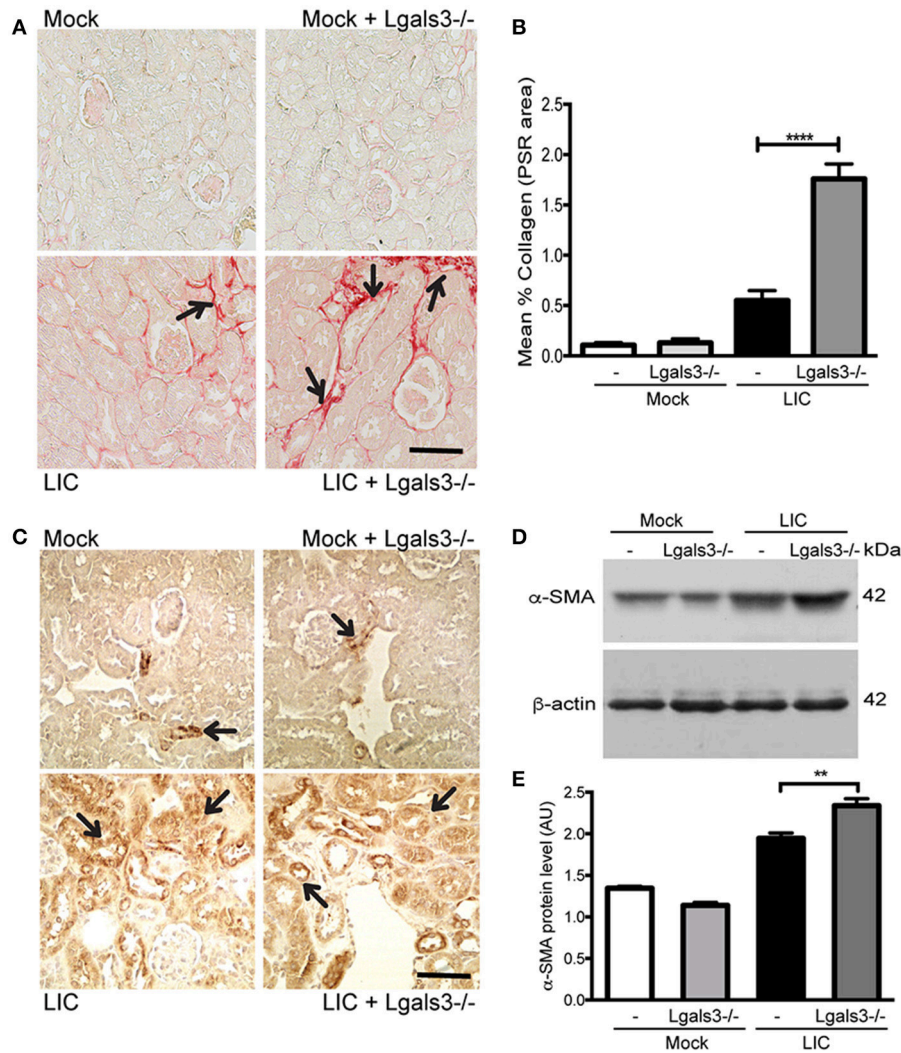 A
Mock
Mock + Lgals3-/-
LIC
LIC + Lgals3-/-
B
Mean % Collagen (PSR area)
2.5
2.0
1.5
1.0
0.5
0.0
****
-
Lgals3-/-
-
Lgals3-/-
Mock
LIC
C
Mock
Mock + Lgals3-/-
LIC
LIC + Lgals3-/-
D
Mock
LIC
-
Lgals3-/-
-
Lgals3-/-
kDa
α-SMA
42
β-actin
42
E
α-SMA protein level (AU)
2.5
2.0
1.5
1.0
0.5
0.0
**
-
Lgals3-/-
-
Lgals3-/-
Mock
LIC